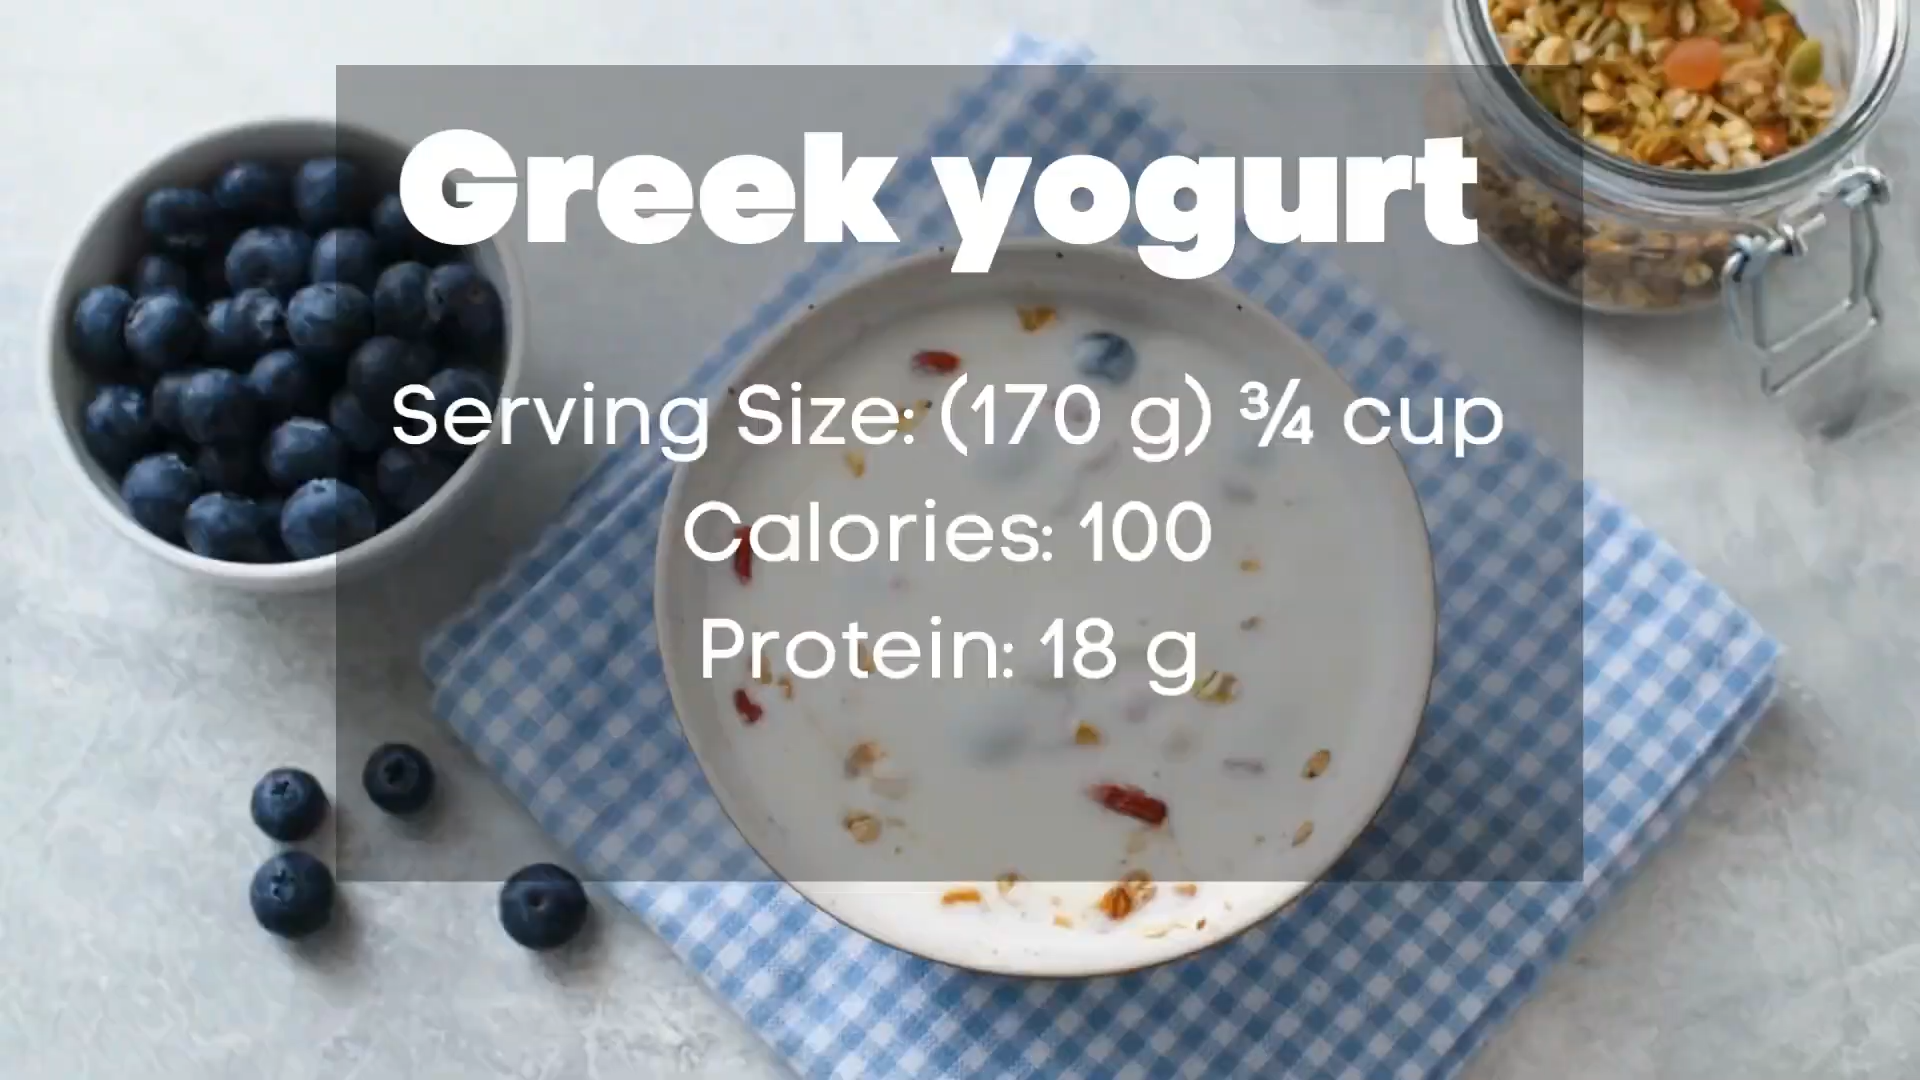 Greek yogurt
Serving Size: (170 g) ¾ cup
Calories: 100
Protein: 18 g